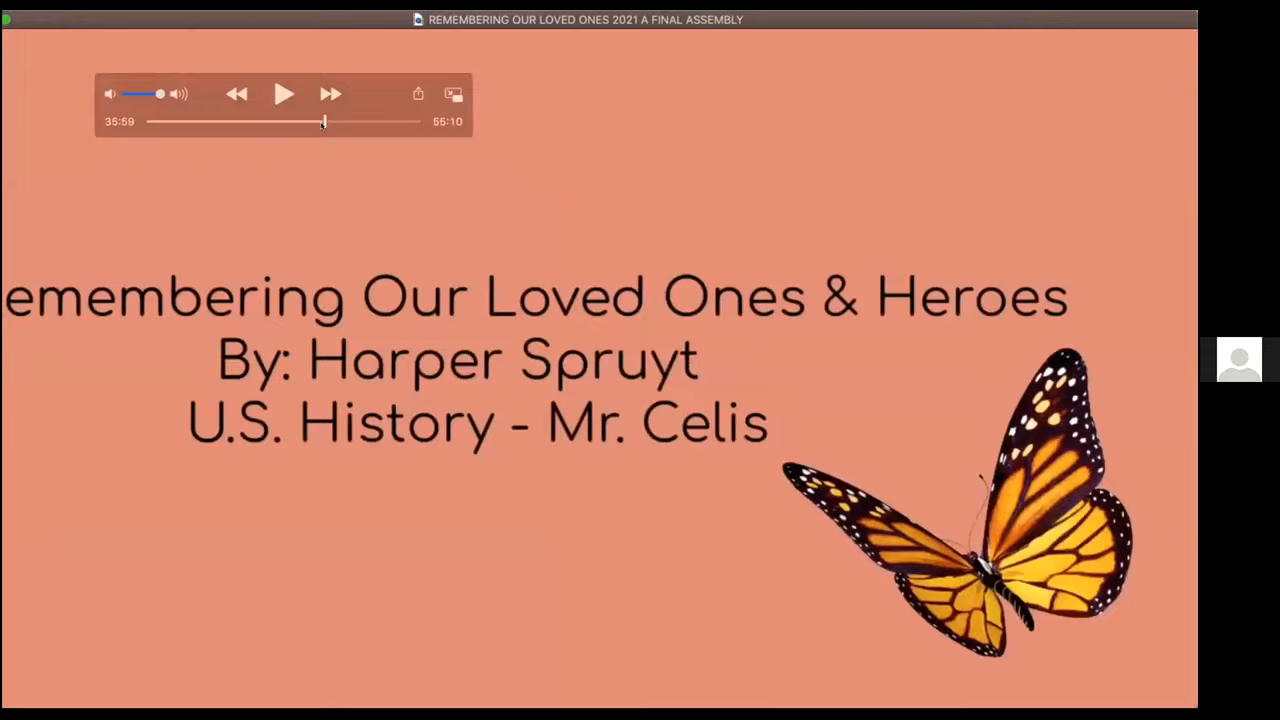 REMEMBERING OUR LOVED ONES 2021 A FINAL ASSEMBLY
35:59
55:10
emembering Our Loved Ones & Heroes
By: Harper Spruyt
U.S. History - Mr. Celis